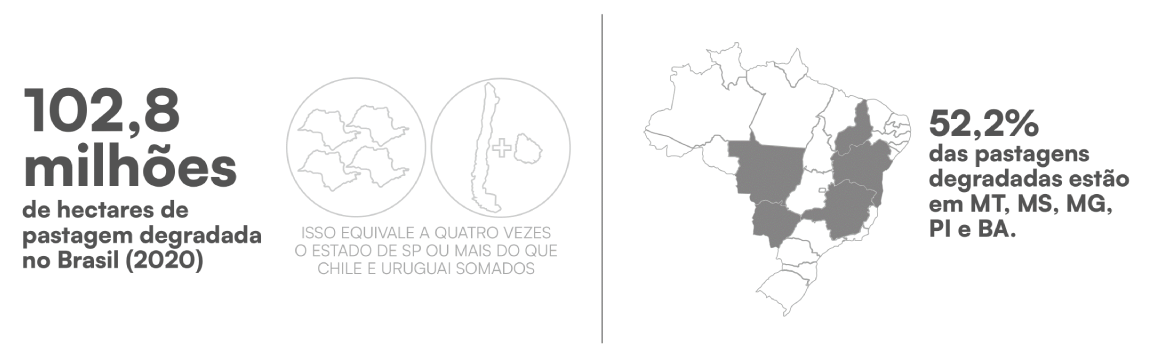 102,8
milhões
de hectares de
pastagem degradada
no Brasil (2020)
ISSO EQUIVALE A QUATRO VEZES
O ESTADO DE SP OU MAIS DO QUE
CHILE E URUGUAI SOMADOS
52,2%
das pastagens
degradadas estão
em MT, MS, MG,
PI e BA.